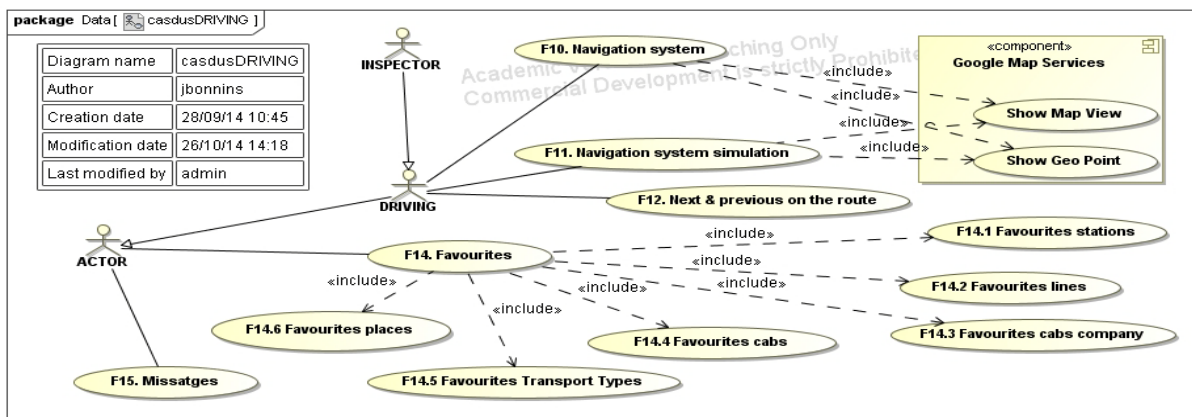 package Data[ casdusDRIVING ]
Diagram name casdusDRIVING
Author jbonnins
Creation date 28/09/14 10:45
Modification date 26/10/14 14:18
Last modified by admin
INSPECTOR
F10. Navigation system
ching Only
Academic
Commercial Development is strictly Prohibite
«component»
Google Map Services
«include»
«include»
«include»
«include»
Show Map View
Show Geo Point
F11. Navigation system simulation
DRIVING
F12. Next & previous on the route
ACTOR
F14. Favourites
«include»
«include»
«include»
«include»
«include»
«include»
F14.1 Favourites stations
F14.2 Favourites lines
F14.3 Favourites cabs company
F14.6 Favourites places
F14.4 Favourites cabs
F14.5 Favourites Transport Types
F15. Missatges